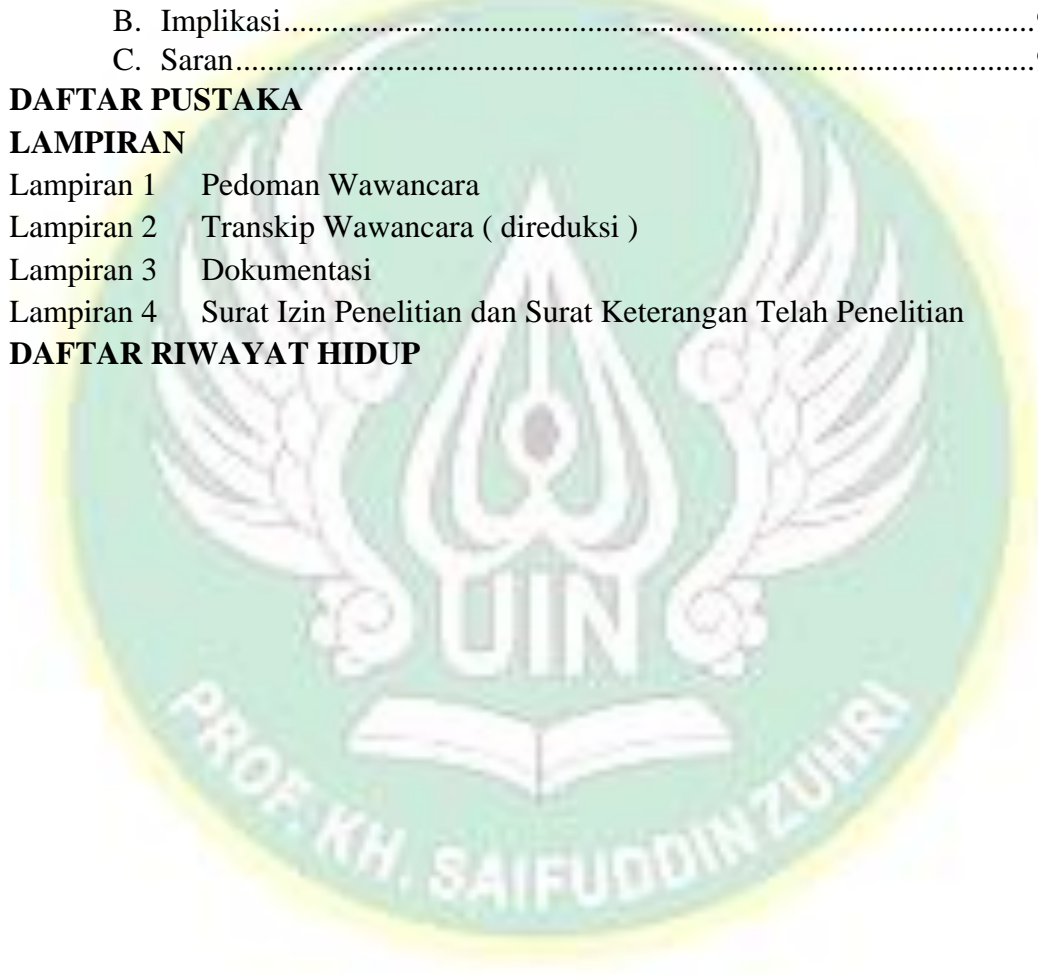 B. Implikasi
C. Saran
DAFTAR PUSTAKA
LAMPIRAN
Lampiran 1 Pedoman Wawancara
Lampiran 2 Transkip Wawancara ( direduksi )
Lampiran 3 Dokumentasi
Lampiran 4 Surat Izin Penelitian dan Surat Keterangan Telah Penelitian
DAFTAR RIWAYAT HIDUP
UIN
PROF. KH. SAIFUDDIN ZUHRI